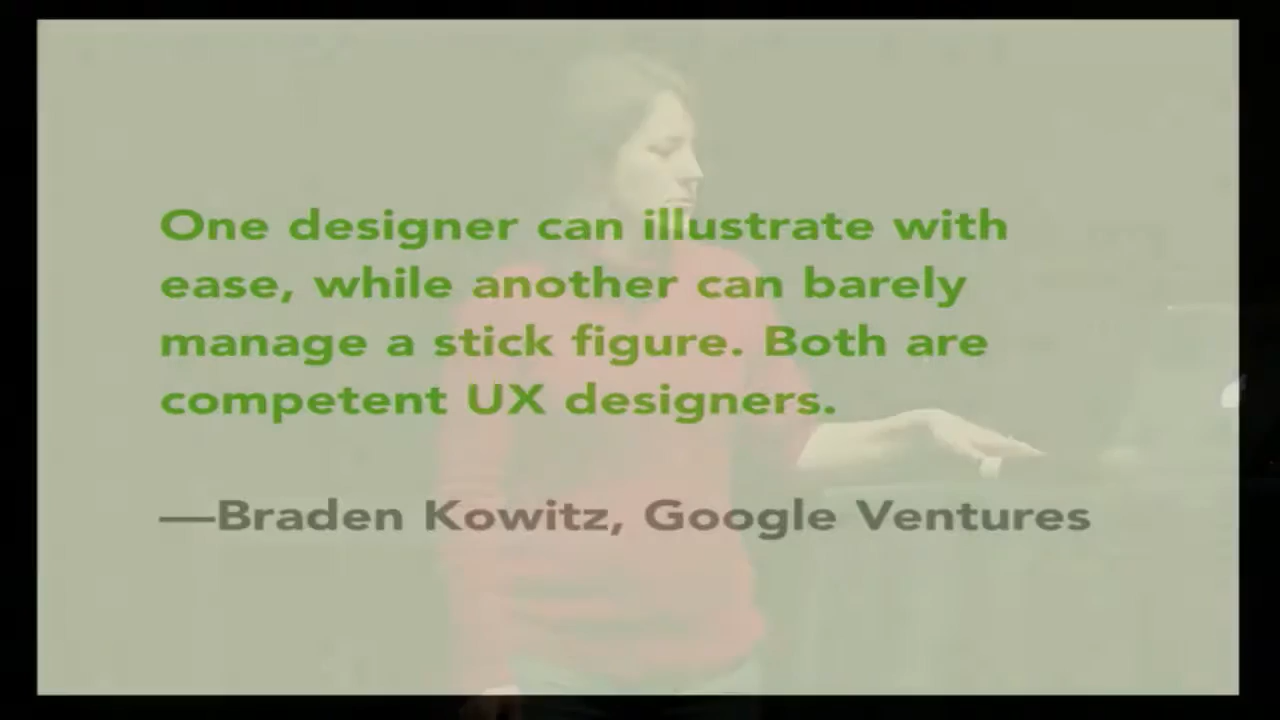 One designer can illustrate with
ease, while another can barely
manage a stick figure. Both are
competent UX designers.
—Braden Kowitz, Google Ventures